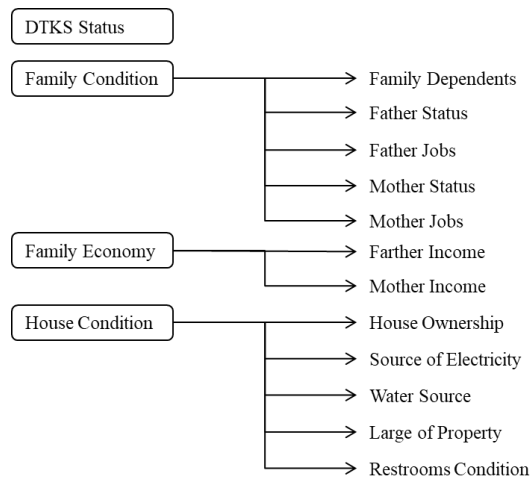 DTKS Status
Family Condition
Family Dependents
Father Status
Father Jobs
Mother Status
Mother Jobs
Family Economy
Farther Income
Mother Income
House Condition
House Ownership
Source of Electricity
Water Source
Large of Property
Restrooms Condition